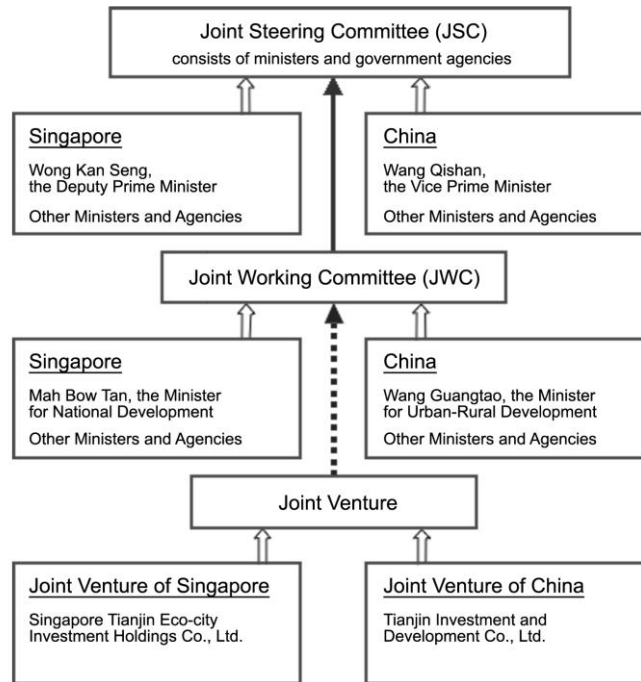 Joint Steering Committee (JSC)
consists of ministers and government agencies
Singapore
Wong Kan Seng,
the Deputy Prime Minister
Other Ministers and Agencies
China
Wang Qishan,
the Vice Prime Minister
Other Ministers and Agencies
Joint Working Committee (JWC)
Singapore
Mah Bow Tan, the Minister
for National Development
Other Ministers and Agencies
China
Wang Guangtao, the Minister
for Urban-Rural Development
Other Ministers and Agencies
Joint Venture
Joint Venture of Singapore
Singapore Tianjin Eco-city
Investment Holdings Co., Ltd.
Joint Venture of China
Tianjin Investment and
Development Co., Ltd.